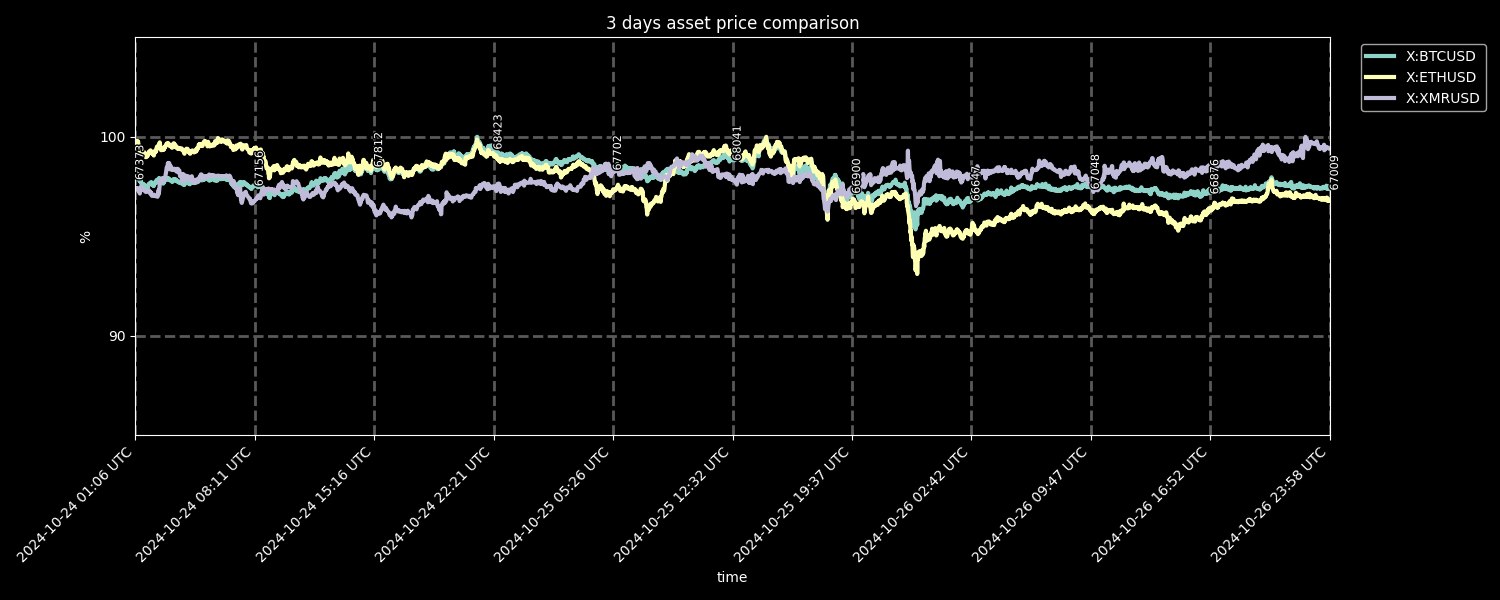 3 days asset price comparison
X:BTCUSD
X:ETHUSD
X:XMRUSD
100
90
%
67156
67812
68423
67702
68041
66900
67048
66876
67009
2024-10-24 01:06 UTC
2024-10-24 08:11 UTC
2024-10-24 15:16 UTC
2024-10-24 22:21 UTC
2024-10-25 05:26 UTC
2024-10-25 12:32 UTC
2024-10-25 19:37 UTC
2024-10-26 02:42 UTC
2024-10-26 09:47 UTC
2024-10-26 16:52 UTC
2024-10-26 23:58 UTC
time